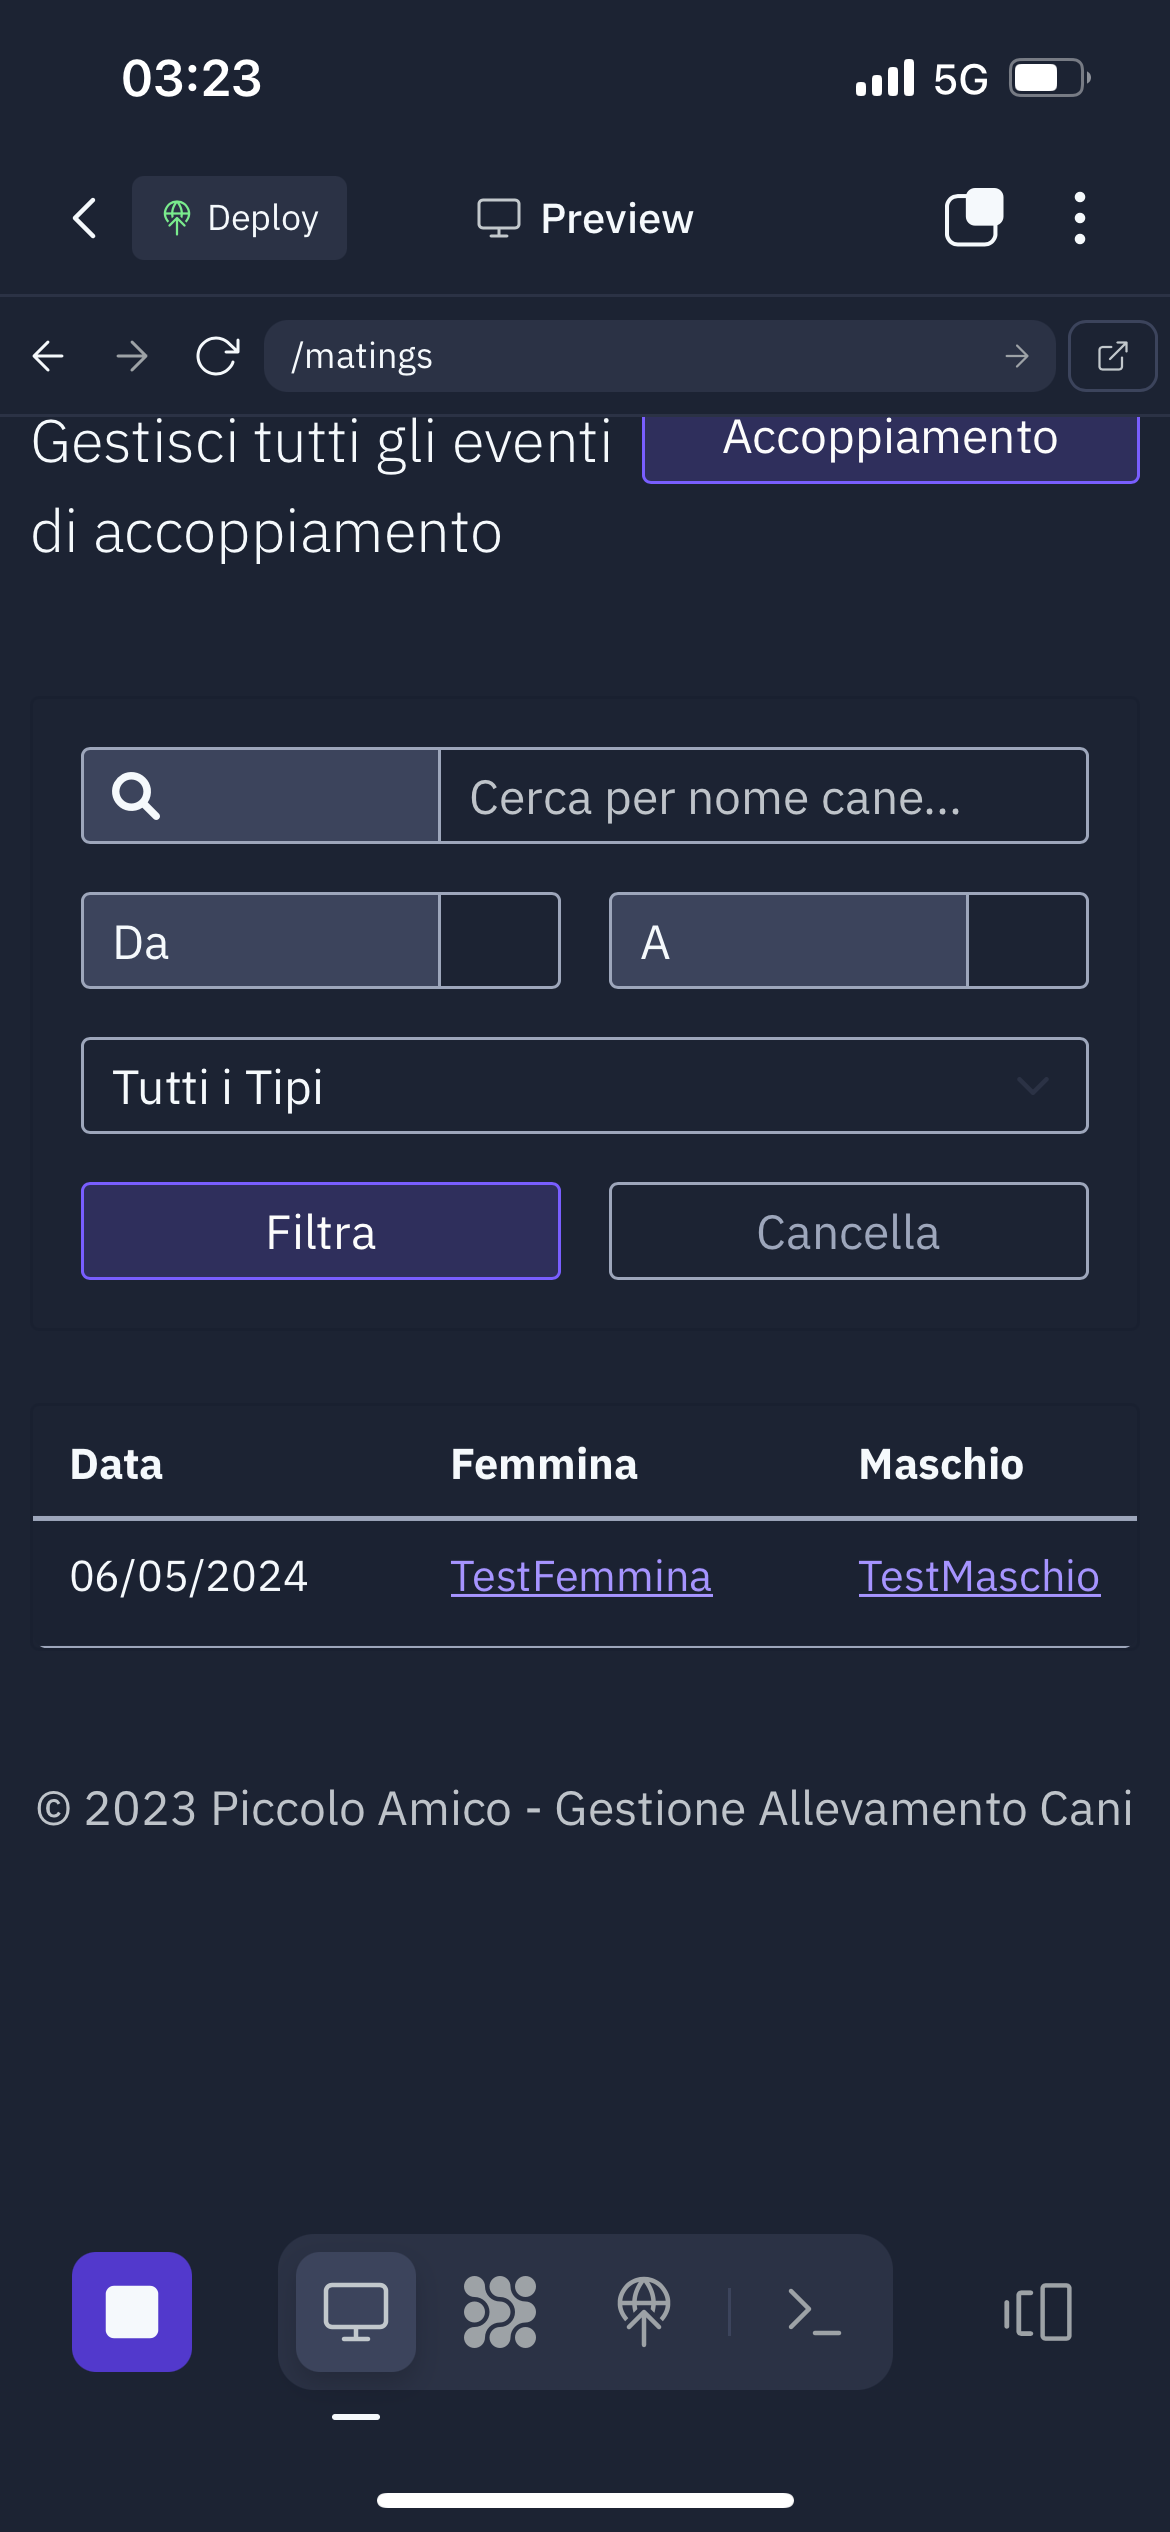 03:23 5G
Deploy Preview
/matings
Gestisci tutti gli eventi
di accoppiamento
Accoppiamento
Cerca per nome cane...
Da A
Tutti i Tipi
Filtra Cancella
Data Femmina Maschio
06/05/2024 TestFemmina TestMaschio
© 2023 Piccolo Amico - Gestione Allevamento Cani